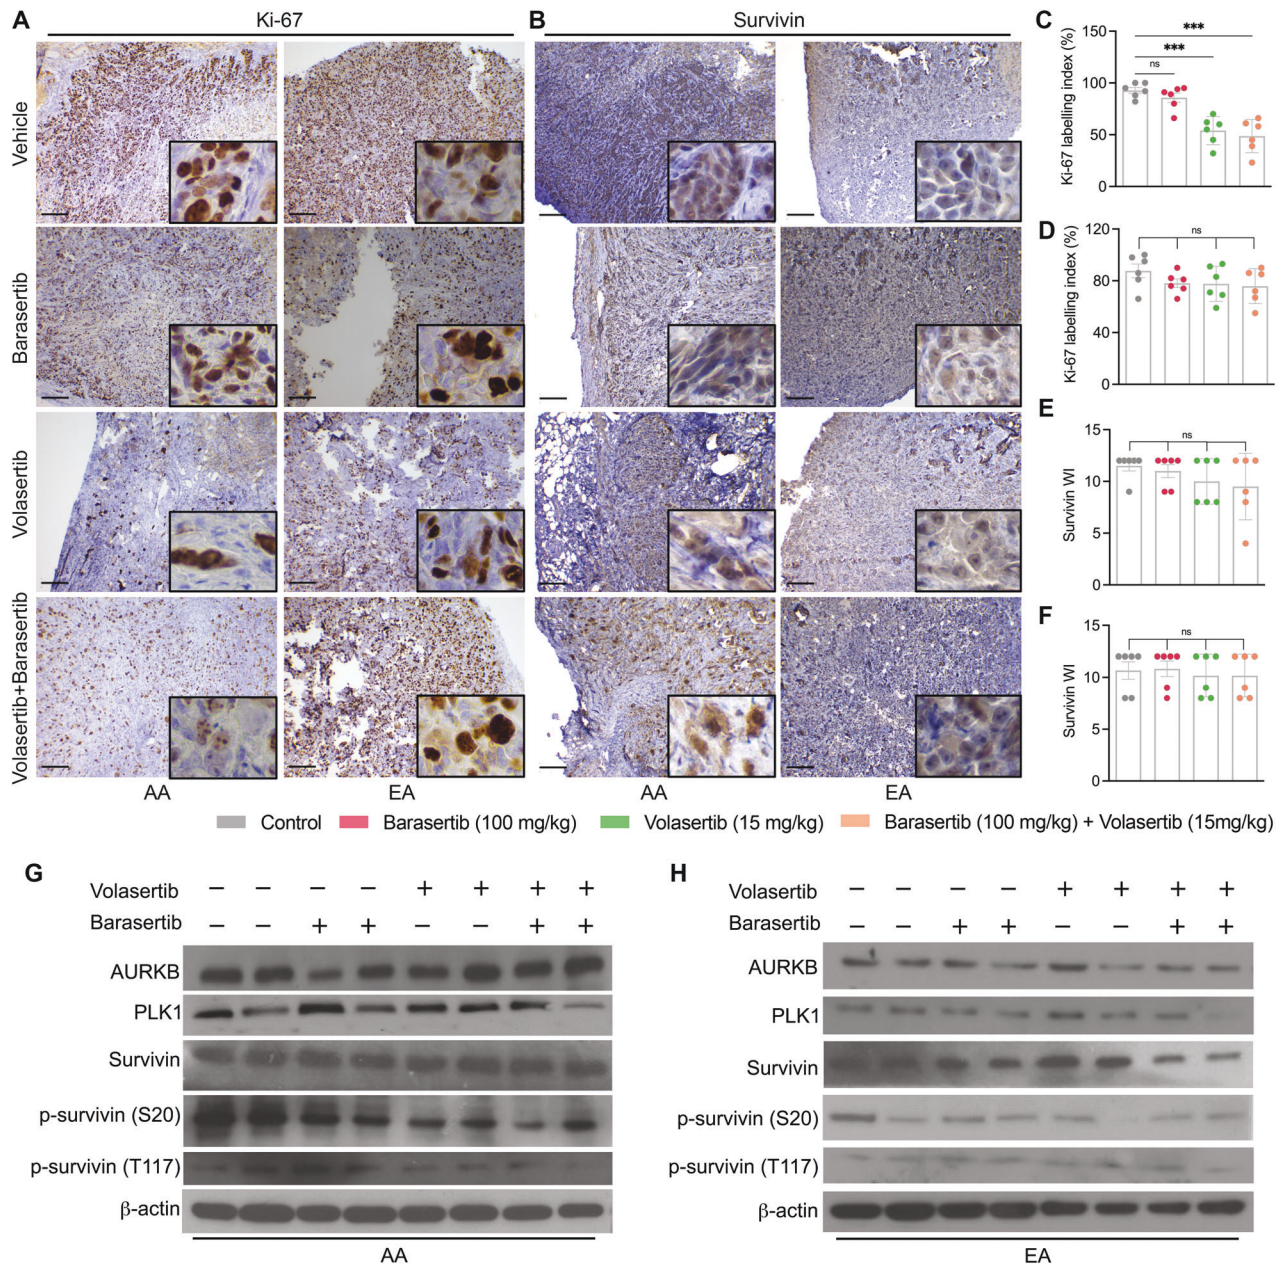 A Ki-67
B Survivin
Vehicle
Barasertib
Volasertib
Volasertib+Barasertib
AA EA AA EA
C
Ki-67 labelling index (%)
150
100
50
0
ns
***
***
D
Ki-67 labelling index (%)
120
80
40
0
ns
E
Survivin WI
15
10
5
0
ns
F
Survivin WI
15
10
5
0
ns
Control Barasertib (100 mg/kg) Volasertib (15 mg/kg) Barasertib (100 mg/kg) + Volasertib (15mg/kg)
G
Volasertib − − − − + + + +
Barasertib − − + + − − + +
AURKB
PLK1
Survivin
p-survivin (S20)
p-survivin (T117)
β-actin
AA
H
Volasertib − − − − + + + +
Barasertib − − + + − − + +
AURKB
PLK1
Survivin
p-survivin (S20)
p-survivin (T117)
β-actin
EA